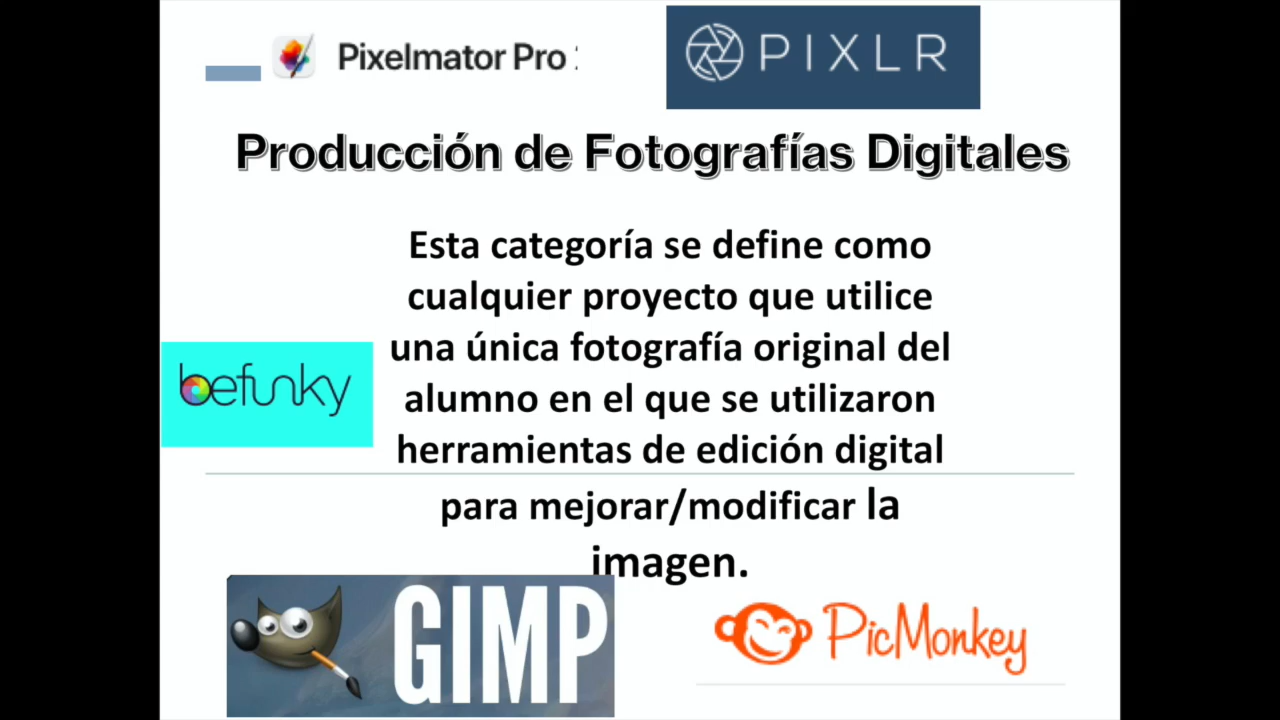 Pixelmator Pro
PIXLR
Producción de Fotografías Digitales
Esta categoría se define como
cualquier proyecto que utilice
una única fotografía original del
alumno en el que se utilizaron
herramientas de edición digital
para mejorar/modificar la
imagen.
befunky
GIMP
PicMonkey